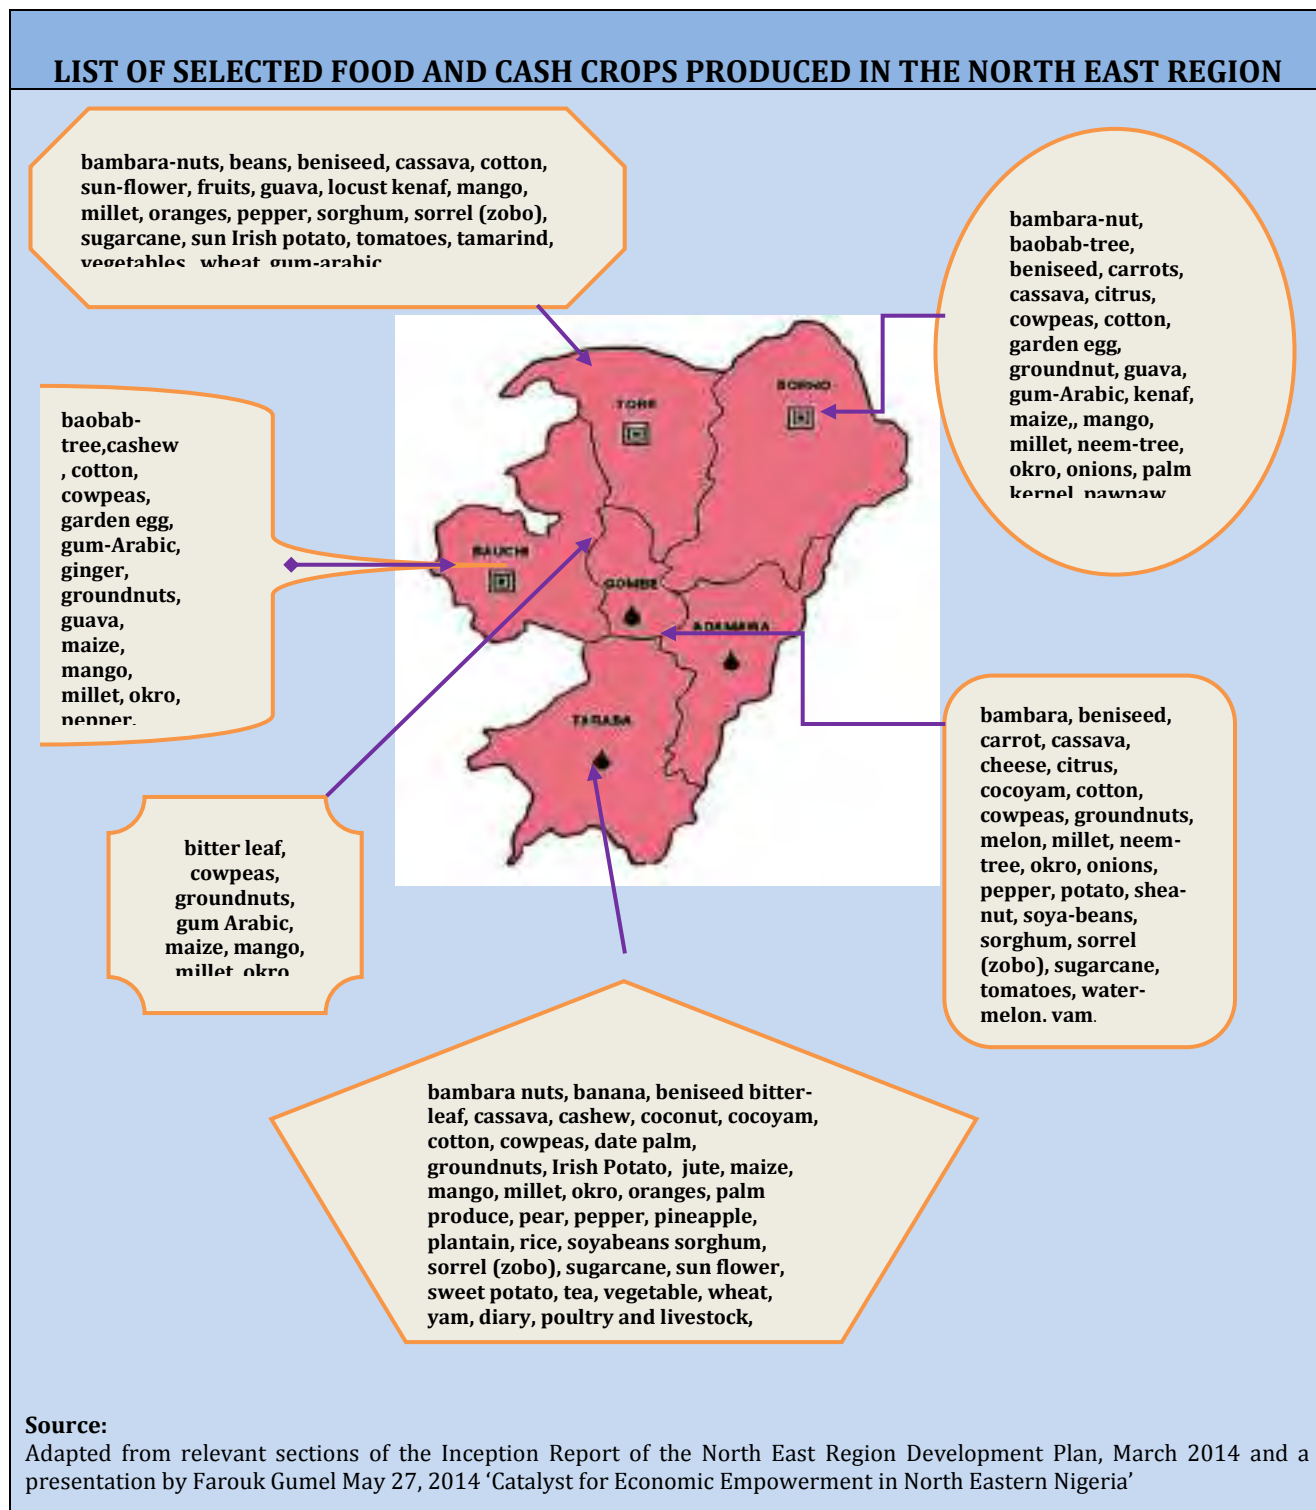 LIST OF SELECTED FOOD AND CASH CROPS PRODUCED IN THE NORTH EAST REGION
bambara-nuts, beans, beniseed, cassava, cotton,
sun-flower, fruits, guava, locust kenaf, mango,
millet, oranges, pepper, sorghum, sorrel (zobo),
sugarcane, sun Irish potato, tomatoes, tamarind,
vegetables, wheat, gum-arabic
bambara-nut,
baobab-tree,
beniseed, carrots,
cassava, citrus,
cowpeas, cotton,
garden egg,
groundnut, guava,
gum-Arabic, kenaf,
maize,, mango,
millet, neem-tree,
okro, onions, palm
kernel, pawpaw
baobab-
tree,cashew
, cotton,
cowpeas,
garden egg,
gum-Arabic,
ginger,
groundnuts,
guava,
maize,
mango,
millet, okro,
pepper,
YOBE
BORNO
BAUCHI
GOMBE
ADAMAWA
TARABA
bitter leaf,
cowpeas,
groundnuts,
gum Arabic,
maize, mango,
millet, okro
bambara, beniseed,
carrot, cassava,
cheese, citrus,
cocoyam, cotton,
cowpeas, groundnuts,
melon, millet, neem-
tree, okro, onions,
pepper, potato, shea-
nut, soya-beans,
sorghum, sorrel
(zobo), sugarcane,
tomatoes, water-
melon, yam.
bambara nuts, banana, beniseed bitter-
leaf, cassava, cashew, coconut, cocoyam,
cotton, cowpeas, date palm,
groundnuts, Irish Potato, jute, maize,
mango, millet, okro, oranges, palm
produce, pear, pepper, pineapple,
plantain, rice, soyabeans sorghum,
sorrel (zobo), sugarcane, sun flower,
sweet potato, tea, vegetable, wheat,
yam, diary, poultry and livestock,
Source:
Adapted from relevant sections of the Inception Report of the North East Region Development Plan, March 2014 and a
presentation by Farouk Gumel May 27, 2014 ‘Catalyst for Economic Empowerment in North Eastern Nigeria’